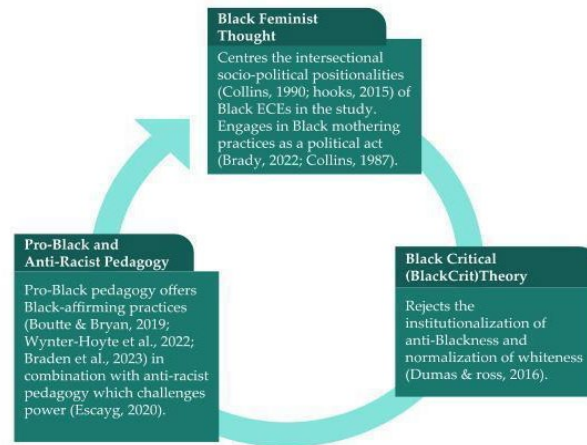 Black Feminist
Thought
Centres the intersectional
socio-political positionalities
(Collins, 1990; hooks, 2015) of
Black ECEs in the study.
Engages in Black mothering
practices as a political act
(Brady, 2022; Collins, 1987).
Pro-Black and
Anti-Racist Pedagogy
Pro-Black pedagogy offers
Black-affirming practices
(Boutte & Bryan, 2019;
Wynter-Hoyte et al., 2022;
Braden et al., 2023) in
combination with anti-racist
pedagogy which challenges
power (Escayg, 2020).
Black Critical
(BlackCrit)Theory
Rejects the
institutionalization of
anti-Blackness and
normalization of whiteness
(Dumas & ross, 2016).